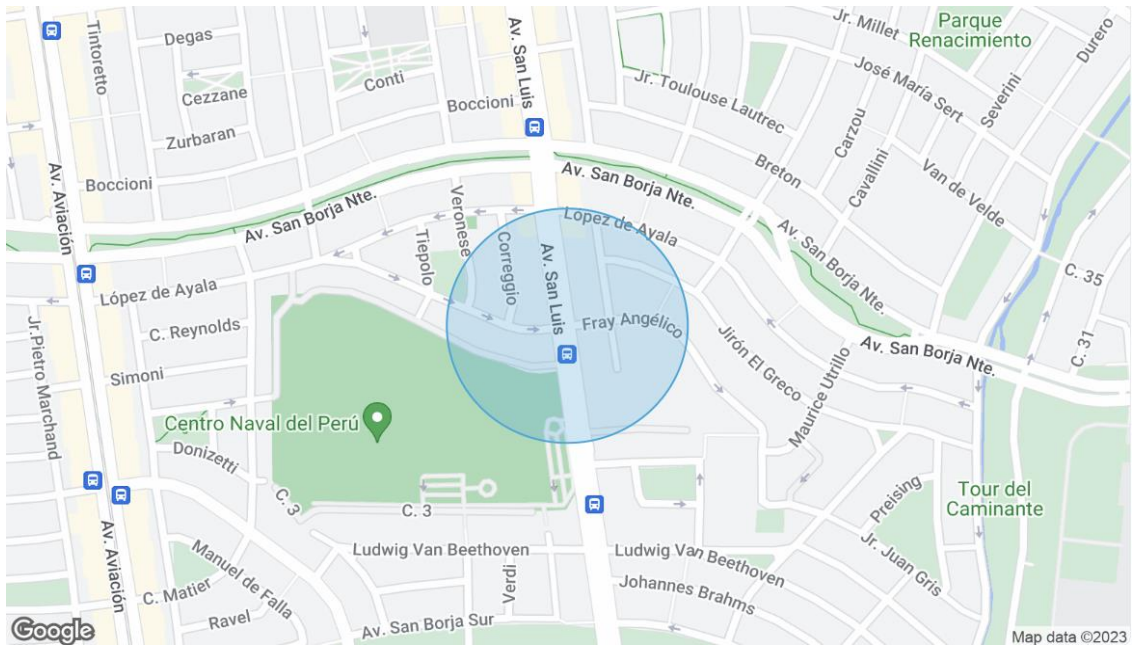 Tintoretto
Degas
Av. San Luis
Jr. Millet
Parque
Renacimiento
Durero
Cezzane
Conti
Boccioni
Jr. Toulouse Lautrec
José María Sert
Severini
Zurbaran
Carzou
Av. Aviación
Boccioni
Av. San Borja Nte.
Veronese
Av. San Borja Nte.
Breton
Cavallini
Van de Velde
Tiepolo
Correggio
Lopez de Ayala
Av. San Luis
Av. San Borja Nte.
C. 35
López de Ayala
C. Reynolds
Fray Angélico
Av. San Borja Nte.
C. 31
Jr.Pietro Marchand
Simoni
Jirón El Greco
Maurice Utrillo
Centro Naval del Perú
Donizetti
C. 3
C. 3
Preising
Tour del
Caminante
Av. Aviación
Manuel de Falla
Ludwig Van Beethoven
Ludwig Van Beethoven
Jr. Juan Gris
C. Matier
Verdi
Johannes Brahms
Ravel
Av. San Borja Sur
Google
Map data ©2023